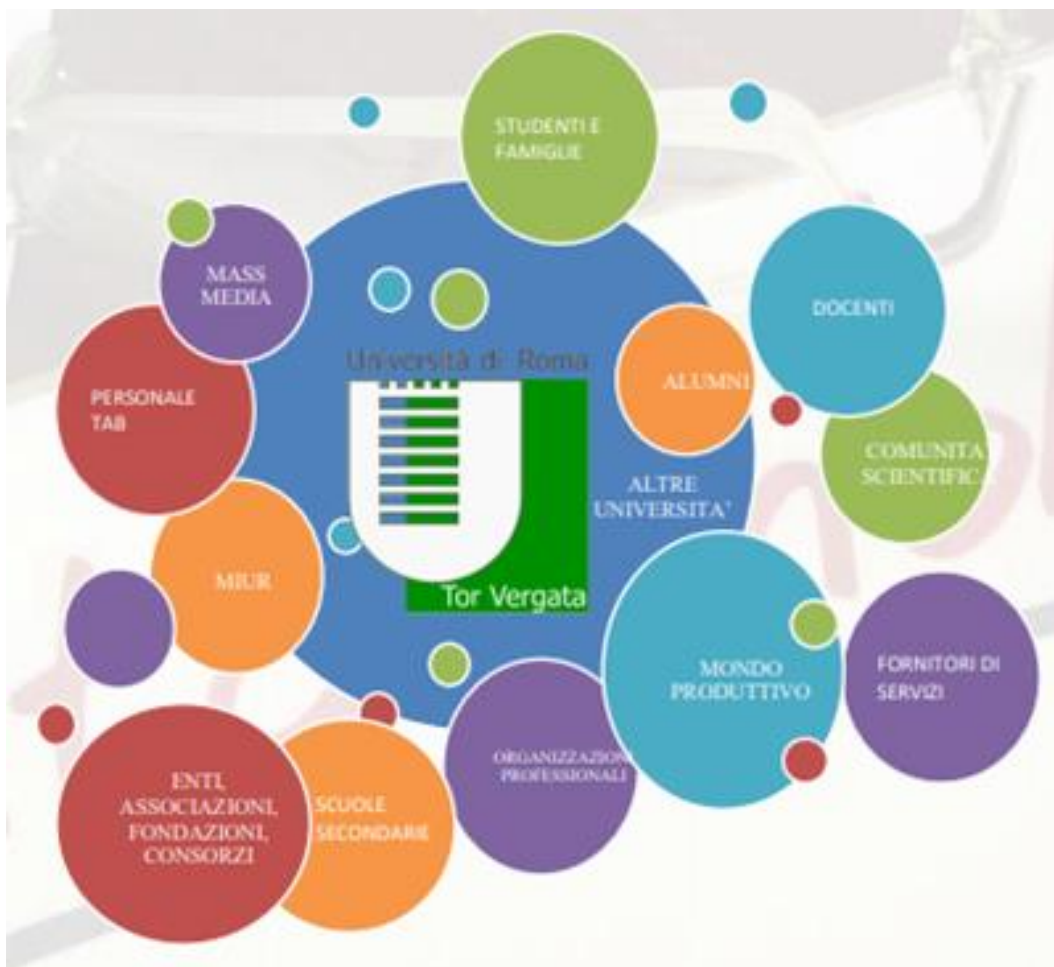 STUDENTI E
FAMIGLIE
MASS
MEDIA
DOCENTI
Università di Roma
ALUMNI
PERSONALE
TAB
COMUNITA
SCIENTIFICA
ALTRE
UNIVERSITA'
MIUR
Tor Vergata
MONDO
PRODUTTIVO
FORNITORI DI
SERVIZI
ORGANIZZAZIONI
PROFESSIONALI
ENTI,
ASSOCIAZIONI,
FONDAZIONI,
CONSORZI
SCUOLE
SECONDARIE